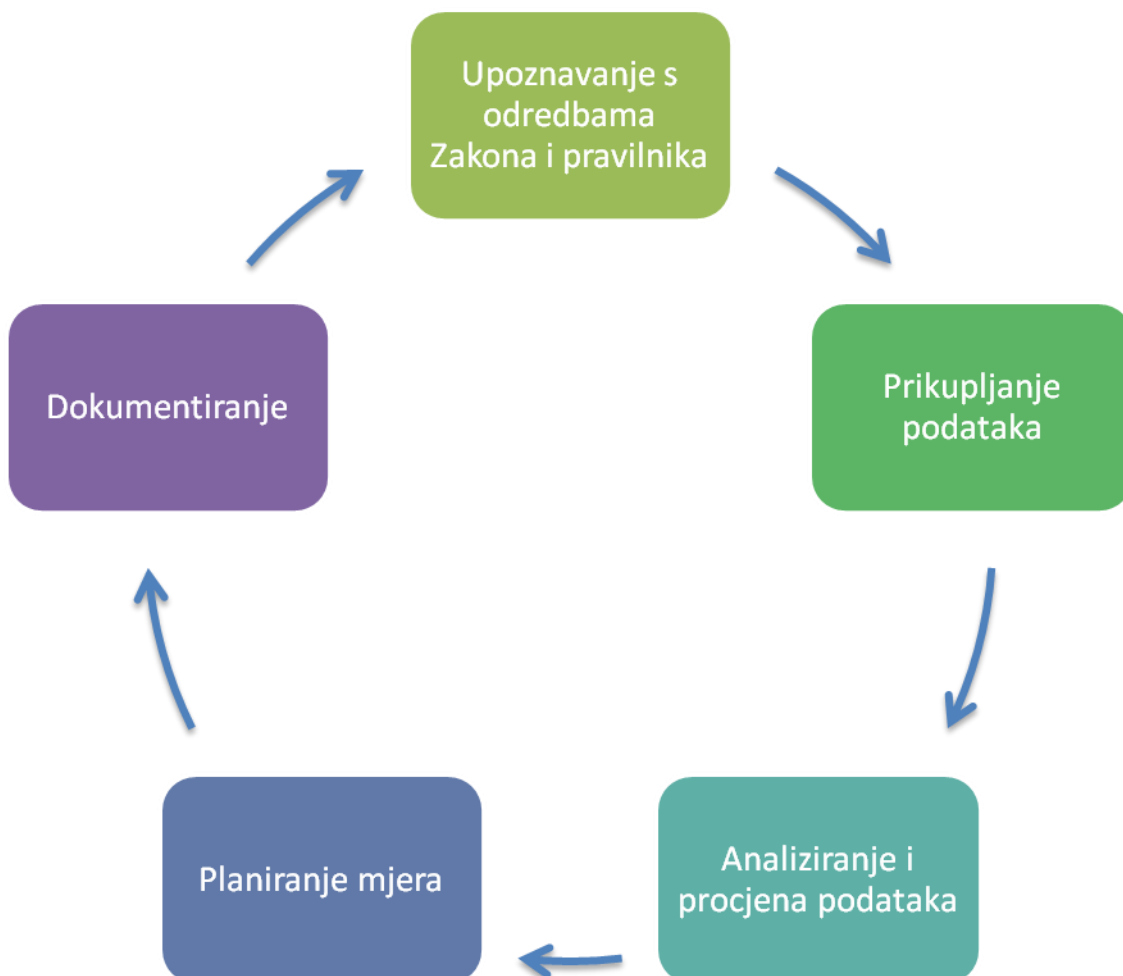 Upoznavanje s
odredbama
Zakona i pravilnika
Prikupljanje
podataka
Analiziranje i
procjena podataka
Planiranje mjera
Dokumentiranje